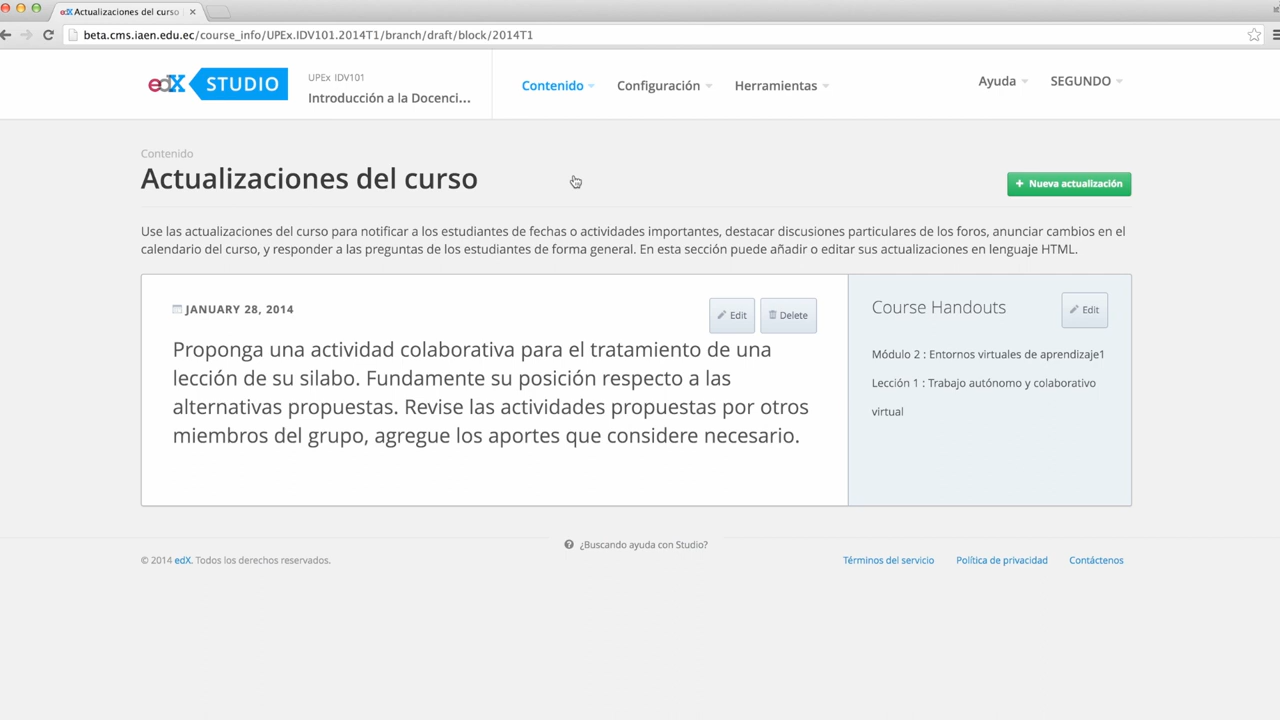 edX Actualizaciones del curso
beta.cms.iaen.edu.ec/course_info/UPEx.IDV101.2014T1/branch/draft/block/2014T1
edX STUDIO
UPEx IDV101
Introducción a la Docenci...
Contenido
Configuración
Herramientas
Ayuda
SEGUNDO
Contenido
Actualizaciones del curso
+ Nueva actualización
Use las actualizaciones del curso para notificar a los estudiantes de fechas o actividades importantes, destacar discusiones particulares de los foros, anunciar cambios en el
calendario del curso, y responder a las preguntas de los estudiantes de forma general. En esta sección puede añadir o editar sus actualizaciones en lenguaje HTML.
JANUARY 28, 2014
Edit
Delete
Proponga una actividad colaborativa para el tratamiento de una
lección de su silabo. Fundamente su posición respecto a las
alternativas propuestas. Revise las actividades propuestas por otros
miembros del grupo, agregue los aportes que considere necesario.
Course Handouts
Edit
Módulo 2 : Entornos virtuales de aprendizaje1
Lección 1 : Trabajo autónomo y colaborativo
virtual
¿Buscando ayuda con Studio?
© 2014 edX. Todos los derechos reservados.
Términos del servicio
Política de privacidad
Contáctenos